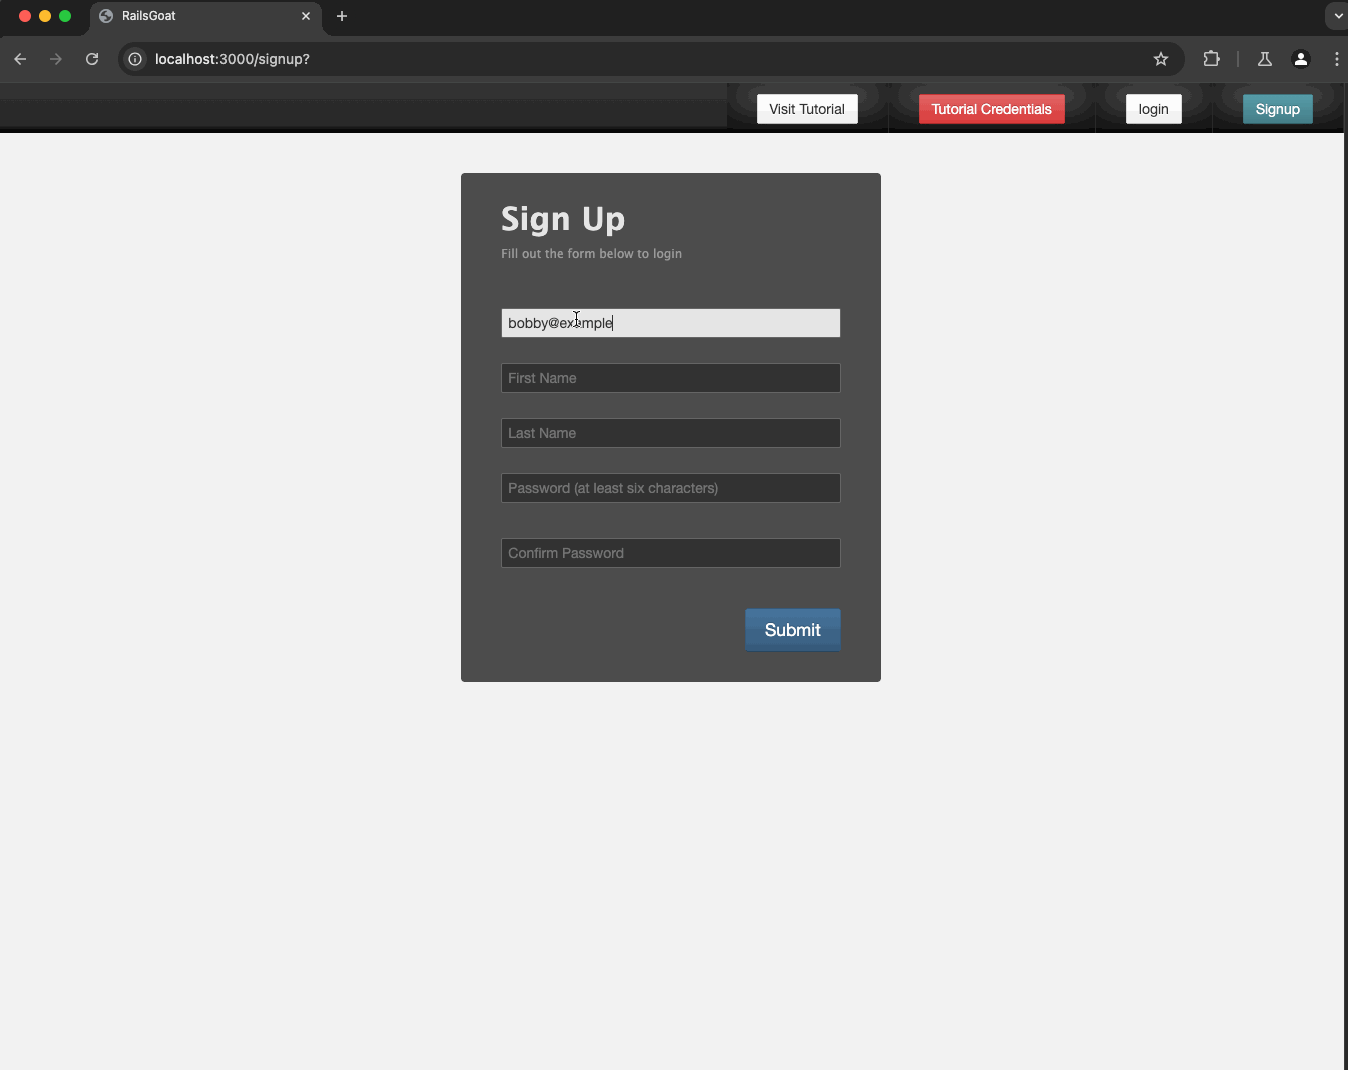 RailsGoat
localhost:3000/signup?
Visit Tutorial
Tutorial Credentials
login
Signup
Sign Up
Fill out the form below to login
bobby@example
First Name
Last Name
Password (at least six characters)
Confirm Password
Submit